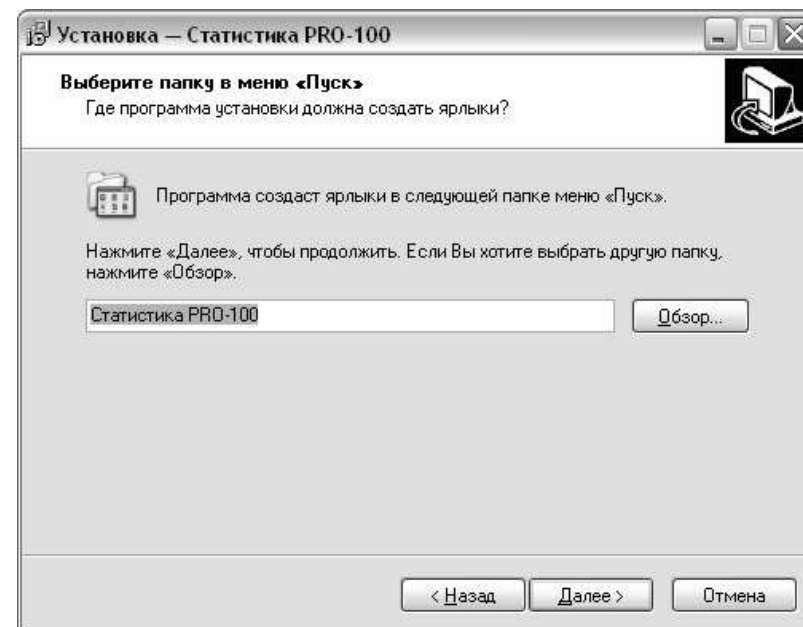 Установка — Статистика PRO-100
Выберите папку в меню «Пуск»
Где программа установки должна создать ярлыки?
Программа создаст ярлыки в следующей папке меню «Пуск».
Нажмите «Далее», чтобы продолжить. Если Вы хотите выбрать другую папку,
нажмите «Обзор».
Статистика PRO-100
Обзор...
< Назад
Далее >
Отмена